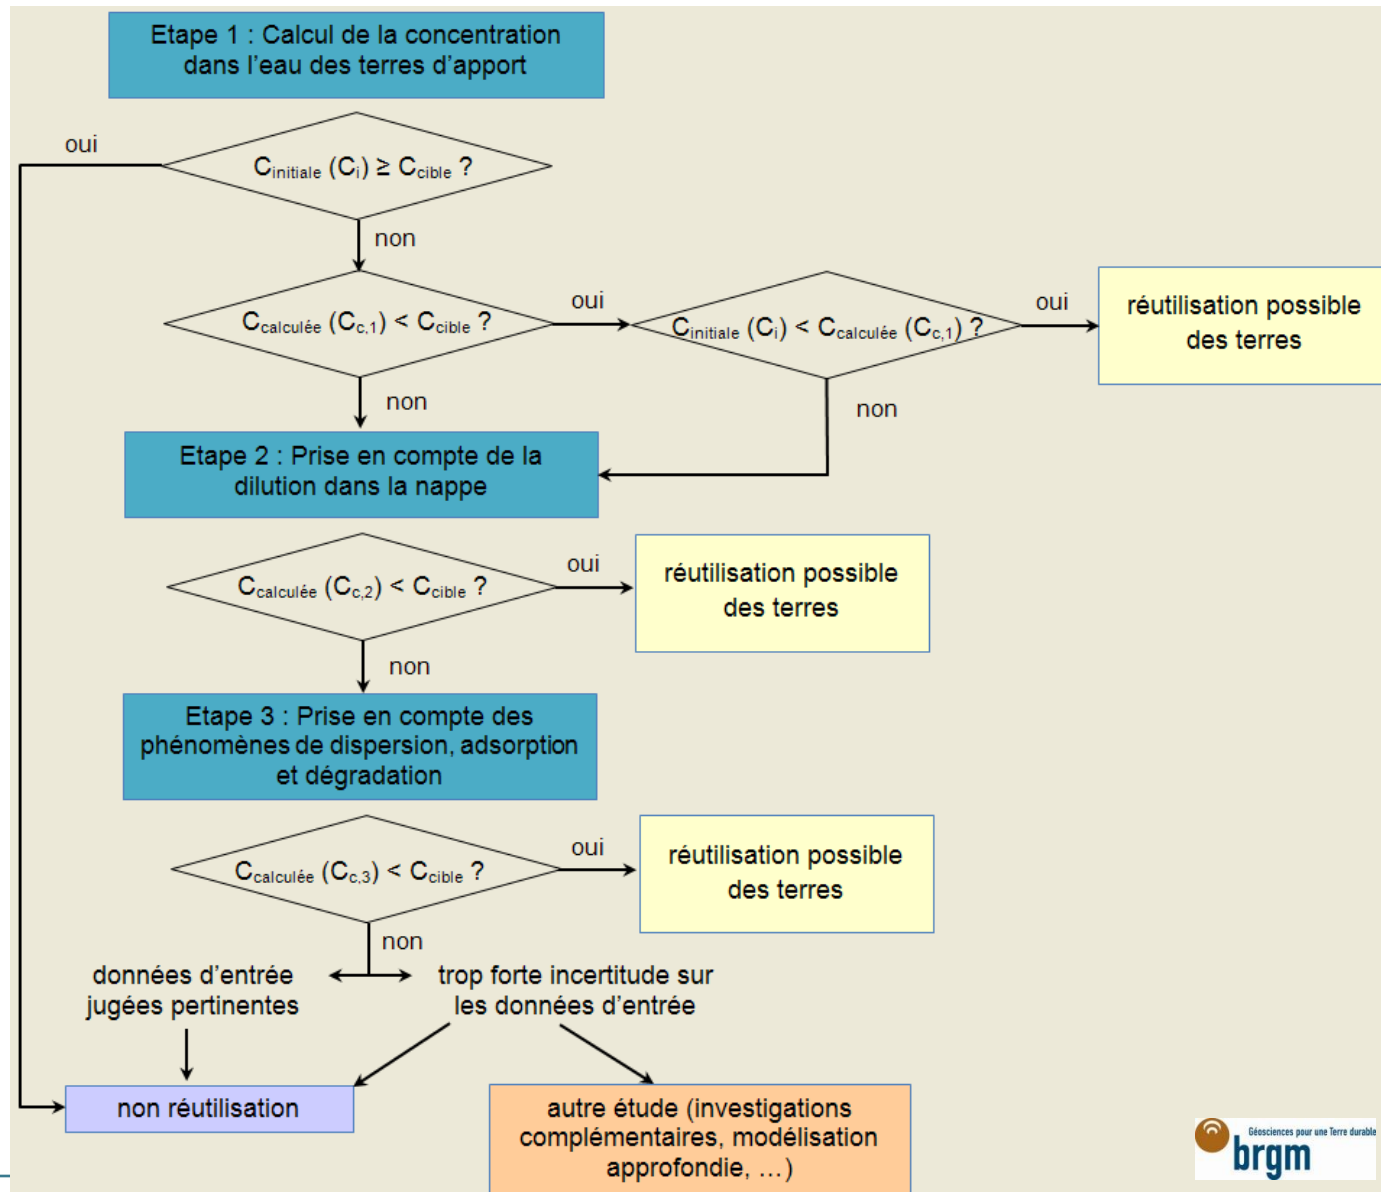 Etape 1 : Calcul de la concentration
dans l'eau des terres d'apport
oui
Cinitiale (Ci) ≥ Ccible ?
non
Ccalculée (Cc,1) < Ccible ?
oui
Cinitiale (Ci) < Ccalculée (Cc,1) ?
oui
réutilisation possible
des terres
non
non
Etape 2 : Prise en compte de la
dilution dans la nappe
Ccalculée (Cc,2) < Ccible ?
oui
réutilisation possible
des terres
non
Etape 3 : Prise en compte des
phénomènes de dispersion, adsorption
et dégradation
Ccalculée (Cc,3) < Ccible ?
oui
réutilisation possible
des terres
non
données d'entrée
jugées pertinentes
trop forte incertitude sur
les données d'entrée
non réutilisation
autre étude (investigations
complémentaires, modélisation
approfondie, …)
Géosciences pour une Terre durable
brgm